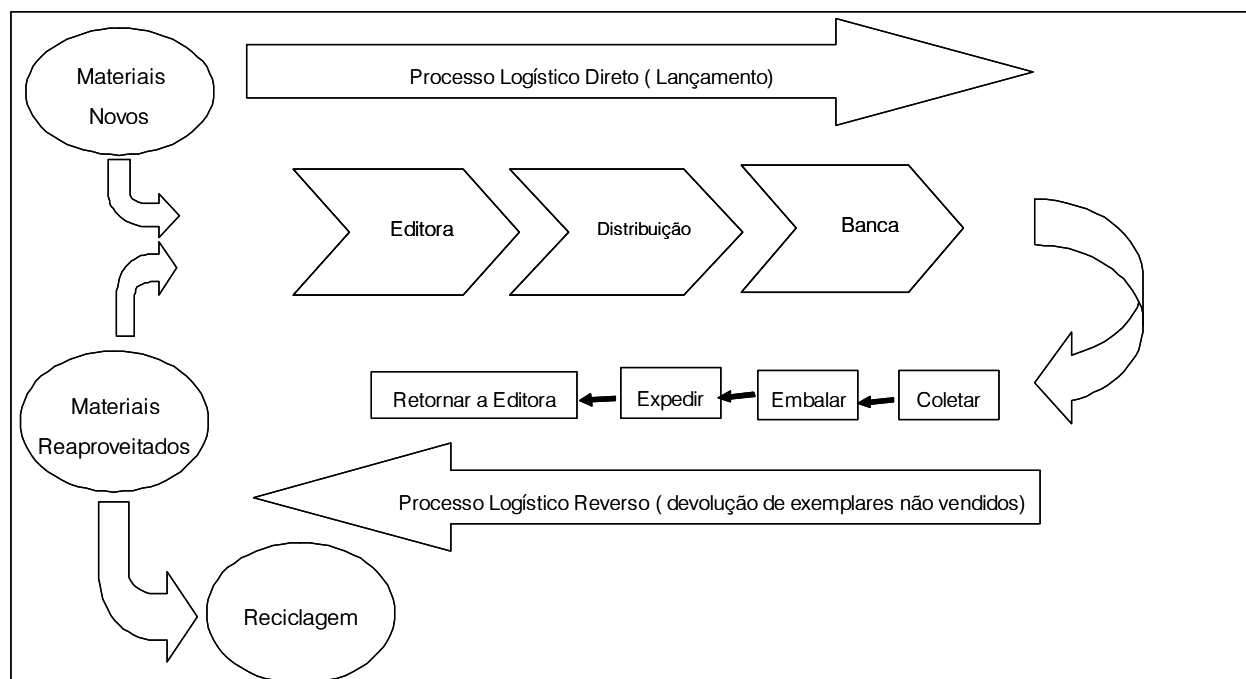 Materiais
Novos
Processo Logístico Direto ( Lançamento)
Editora
Distribuição
Banca
Retornar a Editora
Expedir
Embalar
Coletar
Materiais
Reaproveitados
Processo Logístico Reverso ( devolução de exemplares não vendidos)
Reciclagem